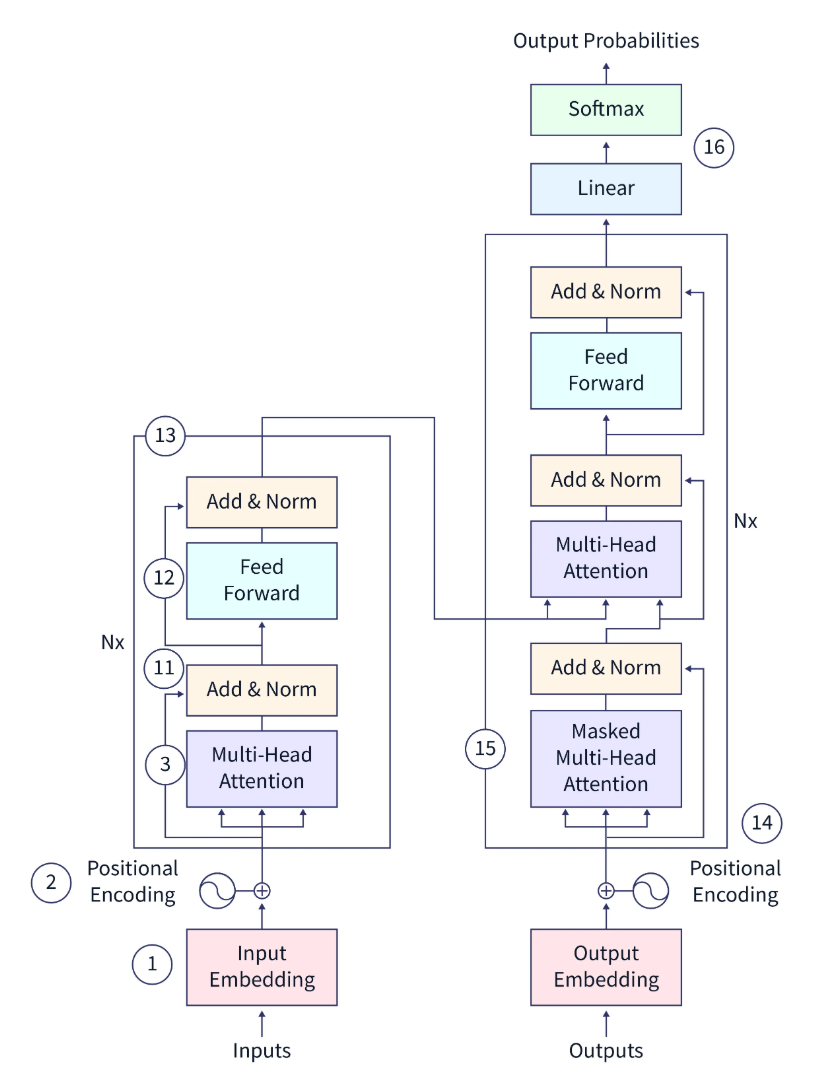 Output Probabilities
Softmax
16
Linear
Add & Norm
Feed
Forward
Add & Norm
Multi-Head
Attention
Nx
Add & Norm
Masked
Multi-Head
Attention
15
14
Positional
Encoding
Output
Embedding
Outputs
13
Add & Norm
12
Feed
Forward
Nx
11
Add & Norm
3
Multi-Head
Attention
2
Positional
Encoding
1
Input
Embedding
Inputs